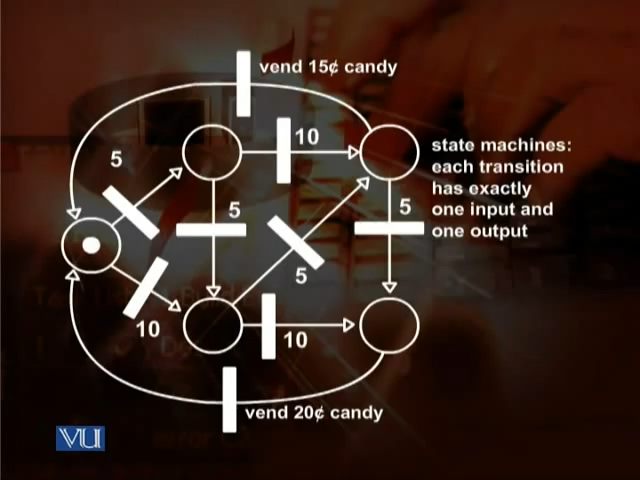 vend 15¢ candy
10
5
state machines:
each transition
has exactly
one input and
one output
5
5
5
10
10
vend 20¢ candy
VU